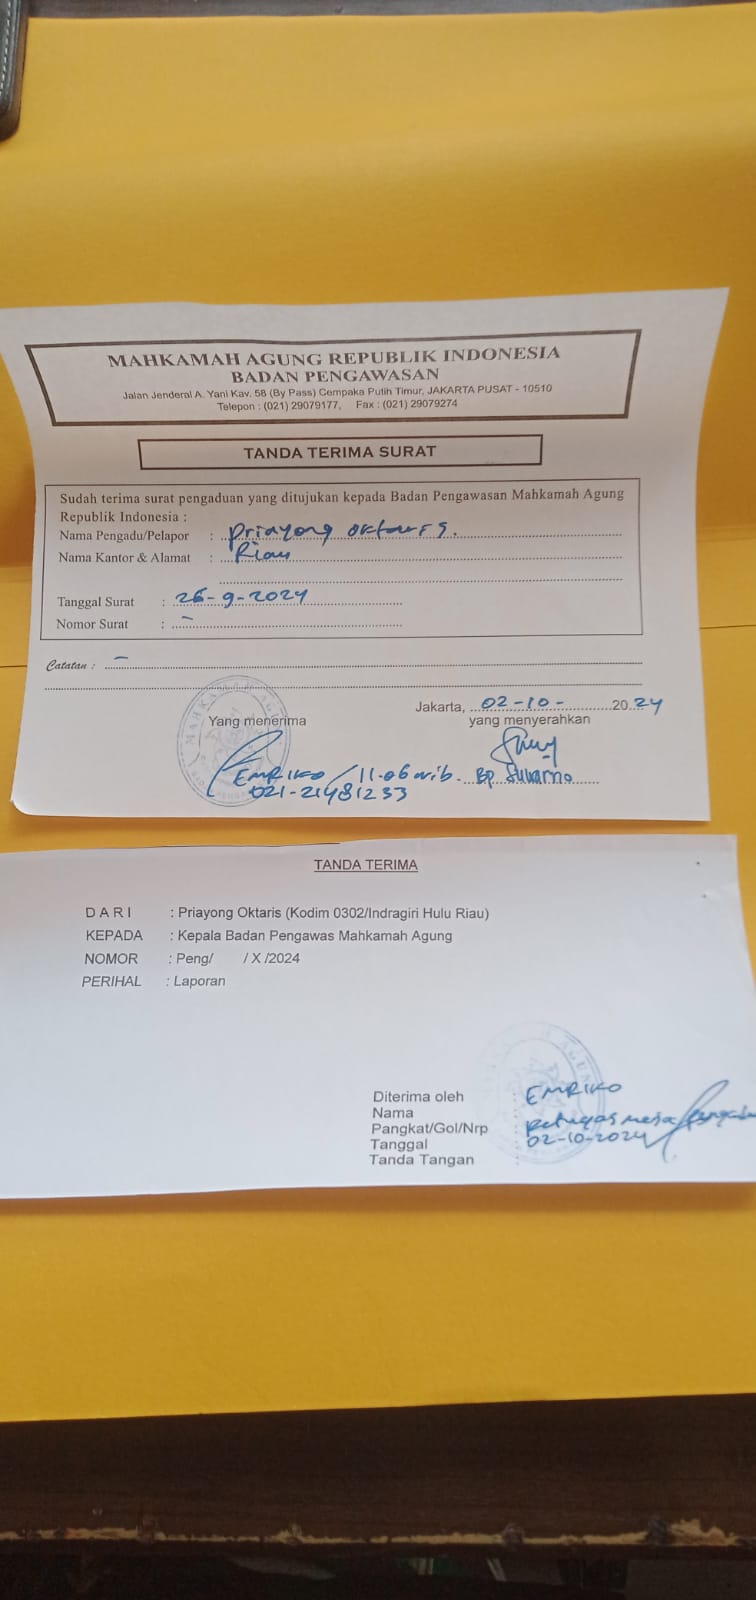 MAHKAMAH AGUNG REPUBLIK INDONESIA
BADAN PENGAWASAN
Jalan Jenderal A. Yani Kav. 58 (By Pass) Cempaka Putih Timur, JAKARTA PUSAT - 10510
Telepon : (021) 29079177, Fax : (021) 29079274
TANDA TERIMA SURAT
Sudah terima surat pengaduan yang ditujukan kepada Badan Pengawasan Mahkamah Agung
Republik Indonesia :
Nama Pengadu/Pelapor : Priayong
Nama Kantor & Alamat : Riau
Tanggal Surat : 26-9-2024
Nomor Surat : -
Catatan : -
Jakarta, 02-10- 2024
Yang menerima yang menyerahkan
EMRIKO / 11.06 wib. Bp Suwarno
021-21481233
TANDA TERIMA
DARI : Priayong Oktaris (Kodim 0302/Indragiri Hulu Riau)
KEPADA : Kepala Badan Pengawas Mahkamah Agung
NOMOR : Peng/ / X /2024
PERIHAL : Laporan
Diterima oleh
Nama : EMRIKO
Pangkat/Gol/Nrp : Petugas meja
Tanggal : 02-10-2024
Tanda Tangan :